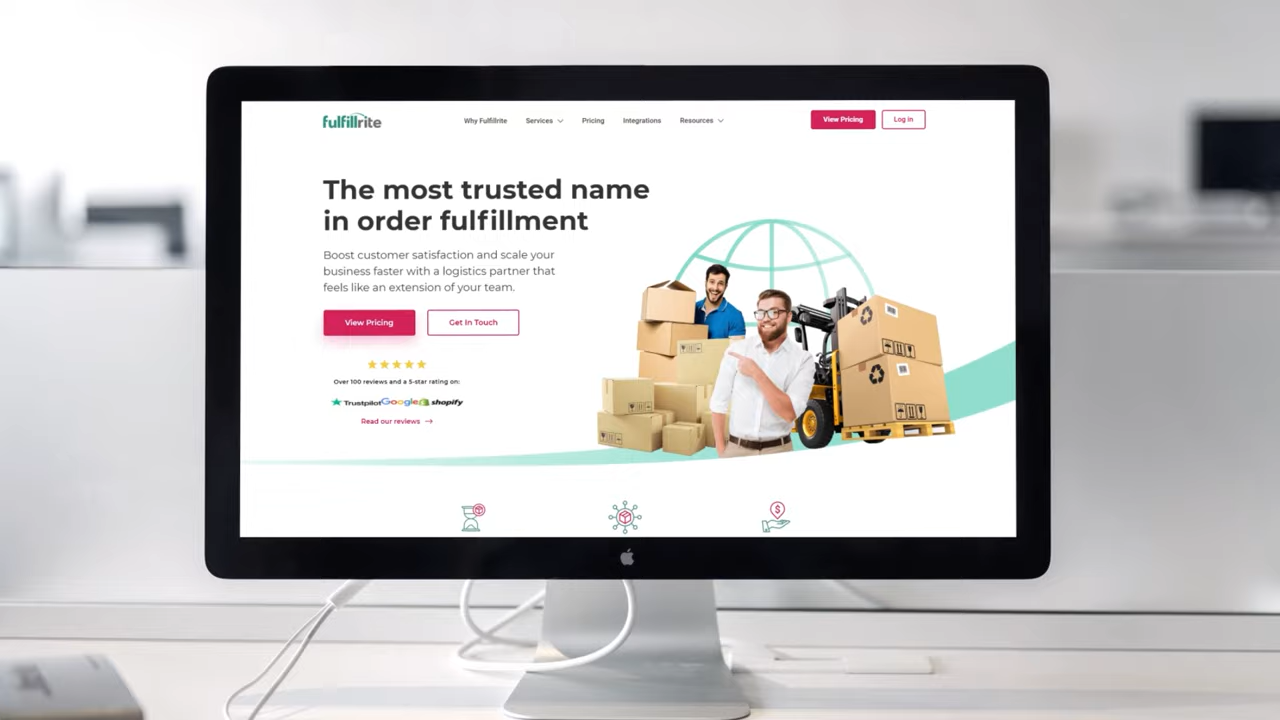 fulfillrite
Why Fulfillrite Services Pricing Integrations Resources
View Pricing Log in
The most trusted name
in order fulfillment
Boost customer satisfaction and scale your
business faster with a logistics partner that
feels like an extension of your team.
View Pricing Get In Touch
Over 100 reviews and a 5-star rating on:
Trustpilot Google shopify
Read our reviews →